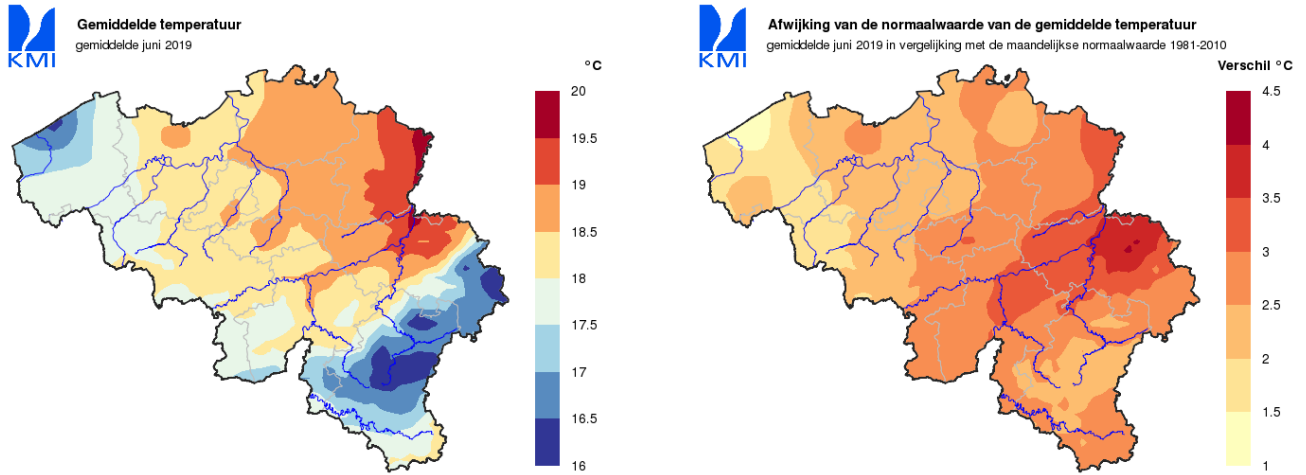 Gemiddelde temperatuur
gemiddelde juni 2019
KMI
°C
20
19.5
19
18.5
18
17.5
17
16.5
16
Afwijking van de normaalwaarde van de gemiddelde temperatuur
gemiddelde juni 2019 in vergelijking met de maandelijkse normaalwaarde 1981-2010
KMI
Verschil °C
4.5
4
3.5
3
2.5
2
1.5
1